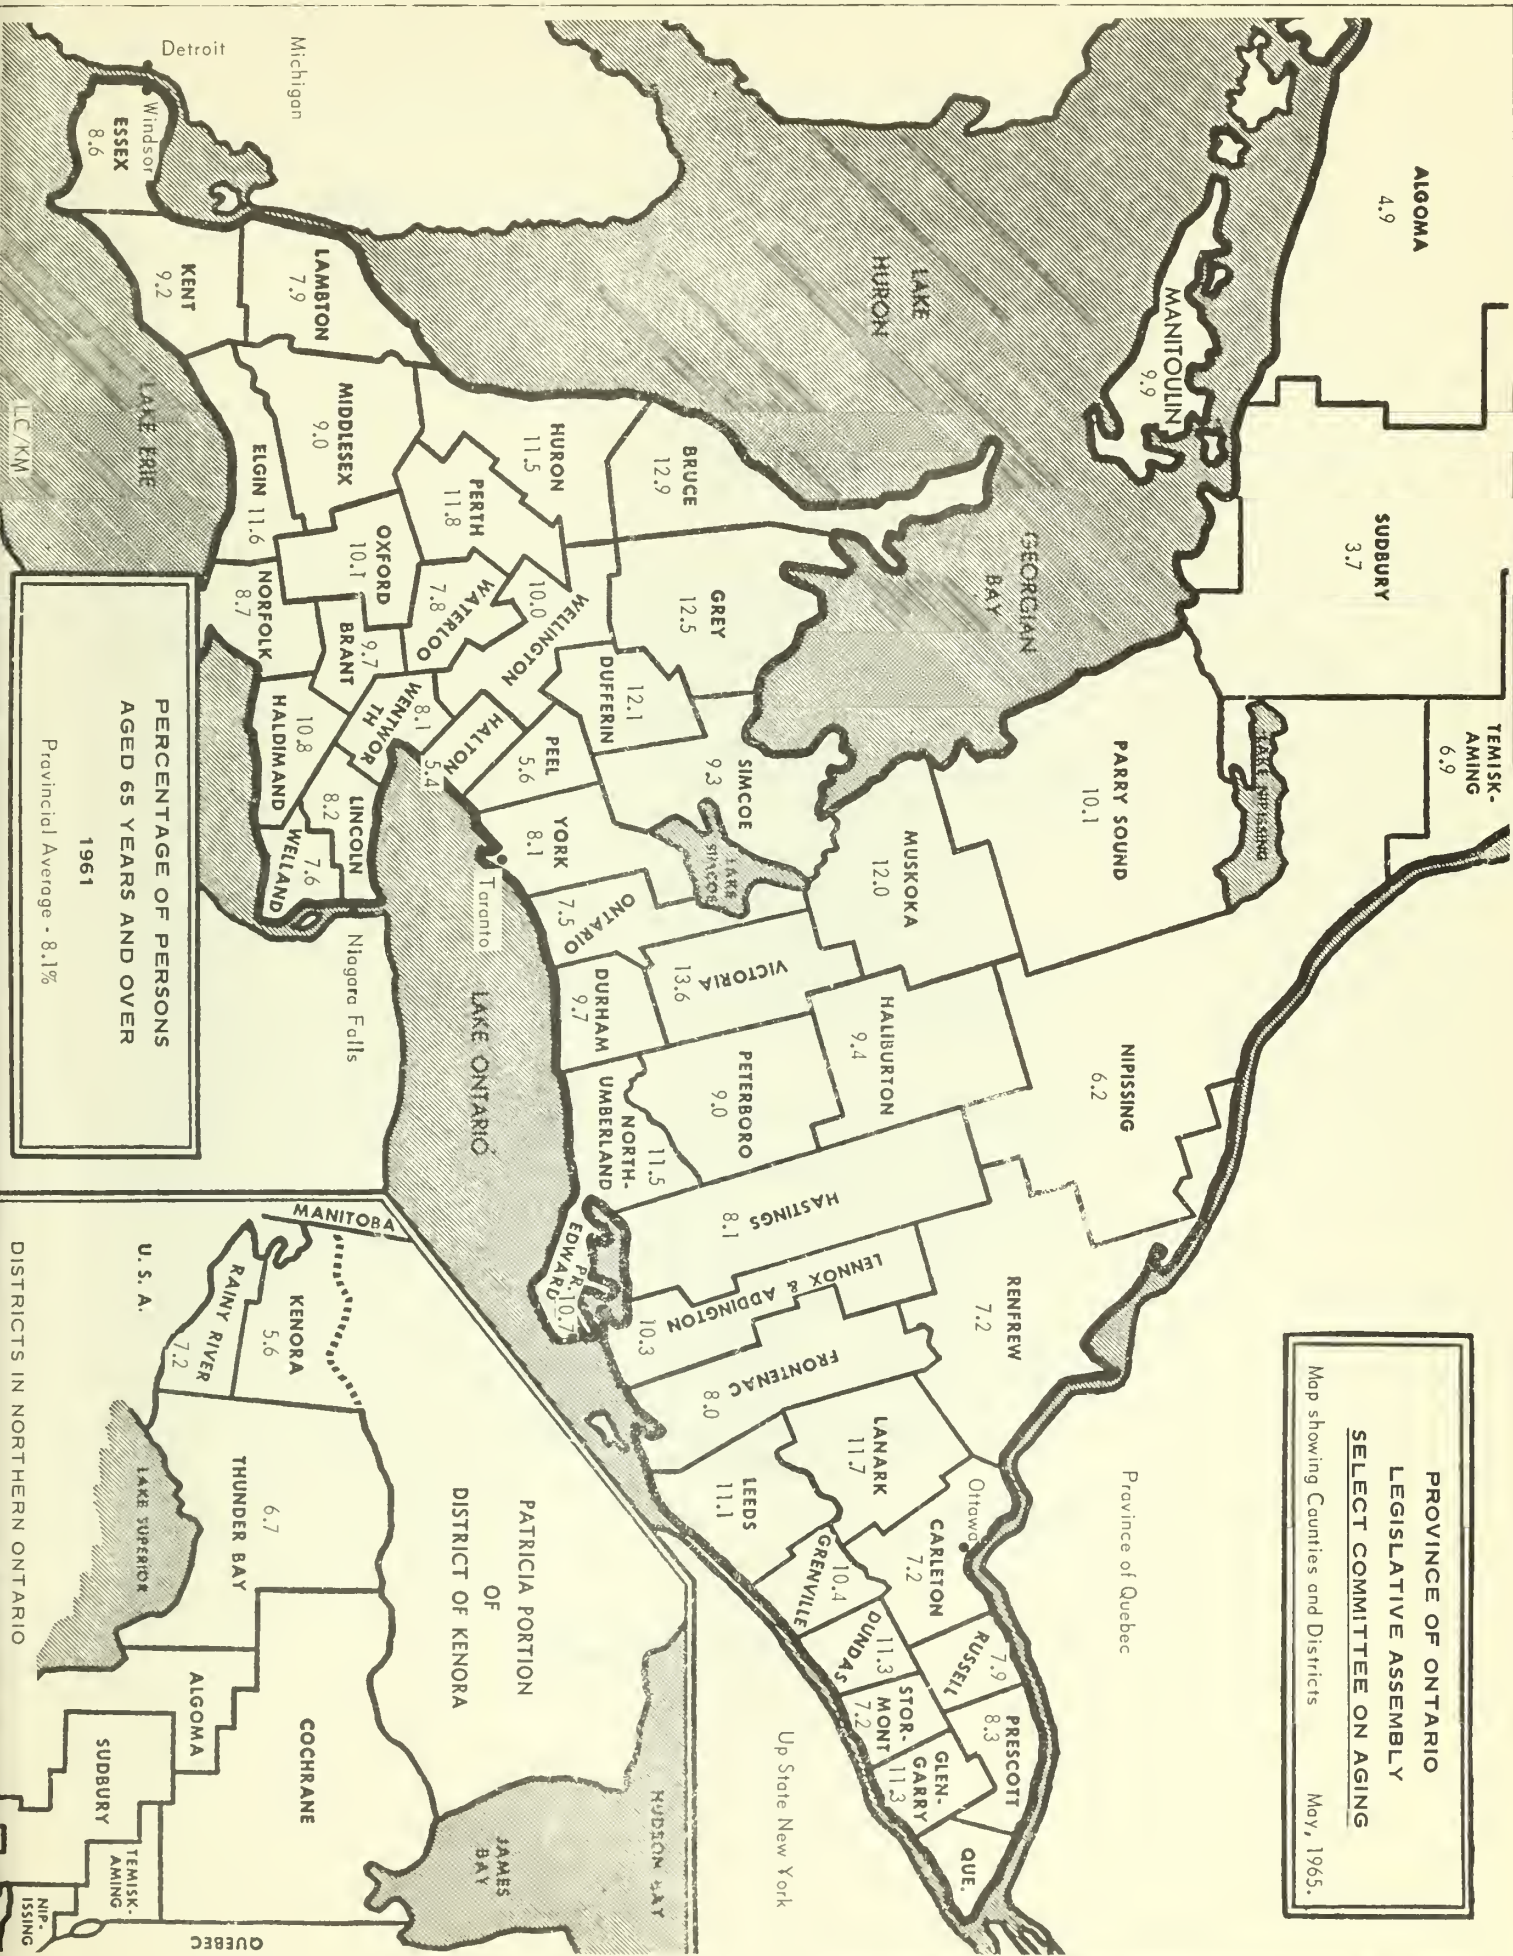 PROVINCE OF ONTARIO
LEGISLATIVE ASSEMBLY
SELECT COMMITTEE ON AGING
Map showing Counties and Districts May, 1965.
ALGOMA
4.9
SUDBURY
3.7
TEMISK-
AMING
6.9
MANITOULIN
9.9
LAKE NIPISSING
PARRY SOUND
10.1
NIPISSING
6.2
Province of Quebec
LAKE
HURON
GEORGIAN
BAY
MUSKOKA
12.0
HALIBURTON
9.4
RENFREW
7.2
Ottawa
CARLETON
7.2
RUSSELL
7.9
PRESCOTT
8.3
QUE.
BRUCE
12.9
GREY
12.5
SIMCOE
9.3
LAKE
SIMCOE
VICTORIA
13.6
PETERBORO
9.0
HASTINGS
8.1
LENNOX & ADDINGTON
10.3
FRONTENAC
8.0
LANARK
11.7
LEEDS
11.1
GRENVILLE
10.4
DUNDAS
11.3
STOR-
MONT
7.2
GLEN-
GARRY
11.3
HURON
11.5
PERTH
11.8
WELLINGTON
10.0
DUFFERIN
12.1
WATERLOO
7.8
PEEL
5.6
YORK
8.1
ONTARIO
7.5
DURHAM
9.7
NORTH-
UMBERLAND
11.5
PR.
EDWARD
10.7
Up State New York
Michigan
Detroit
Windsor
ESSEX
8.6
KENT
9.2
LAMBTON
7.9
MIDDLESEX
9.0
ELGIN 11.6
OXFORD
10.1
NORFOLK
8.7
BRANT
9.7
WENTWOR
TH
8.1
HALTON
5.4
HALDIMAND
10.8
LINCOLN
8.2
WELLAND
7.6
Toranto
Niagara Falls
LAKE ONTARIO
LAKE ERIE
LC/KM
PERCENTAGE OF PERSONS
AGED 65 YEARS AND OVER
1961
Provincial Average - 8.1%
MANITOBA
U. S. A.
KENORA
5.6
RAINY RIVER
7.2
THUNDER BAY
6.7
LAKE SUPERIOR
PATRICIA PORTION
OF
DISTRICT OF KENORA
HUDSON BAY
JAMES
BAY
COCHRANE
ALGOMA
SUDBURY
TEMISK-
AMING
NIP-
ISSING
QUEBEC
DISTRICTS IN NORTHERN ONTARIO